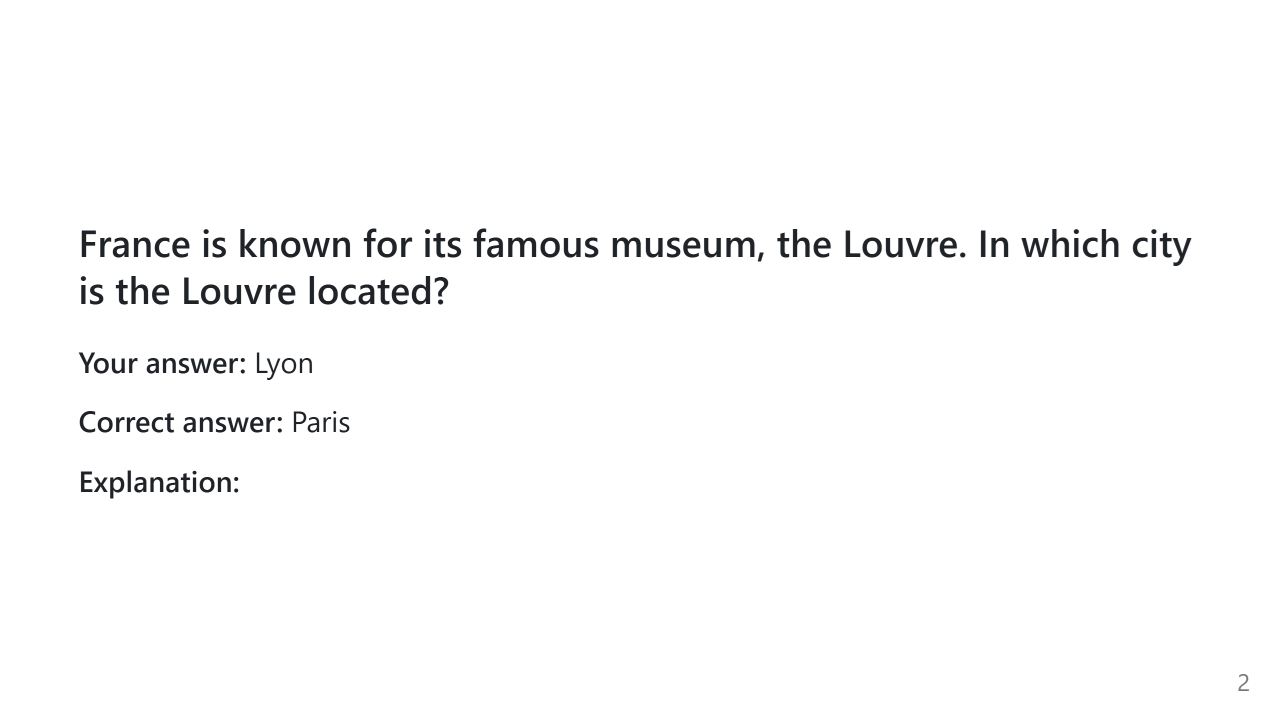 France is known for its famous museum, the Louvre. In which city
is the Louvre located?
Your answer: Lyon
Correct answer: Paris
Explanation:
2